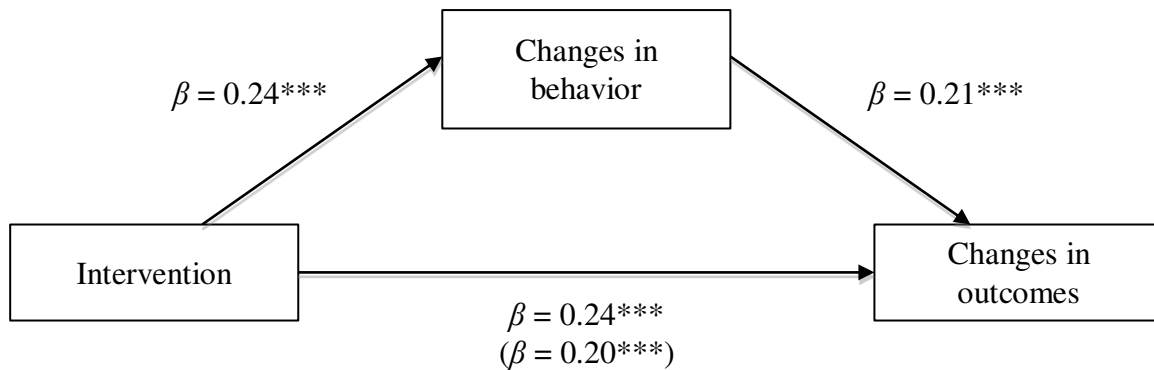 Changes in
behavior
β = 0.24***
β = 0.21***
Intervention
Changes in
outcomes
β = 0.24***
(β = 0.20***)